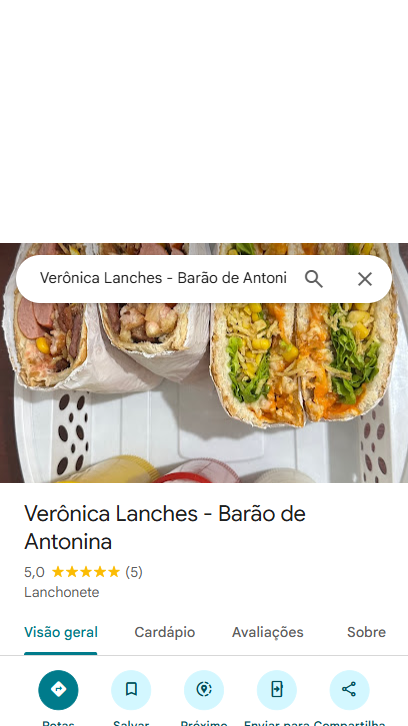 Verônica Lanches - Barão de Antoni
Verônica Lanches - Barão de
Antonina
5,0 (5)
Lanchonete
Visão geral Cardápio Avaliações Sobre
Rotas Salvar Próximo Enviar para Compartilha